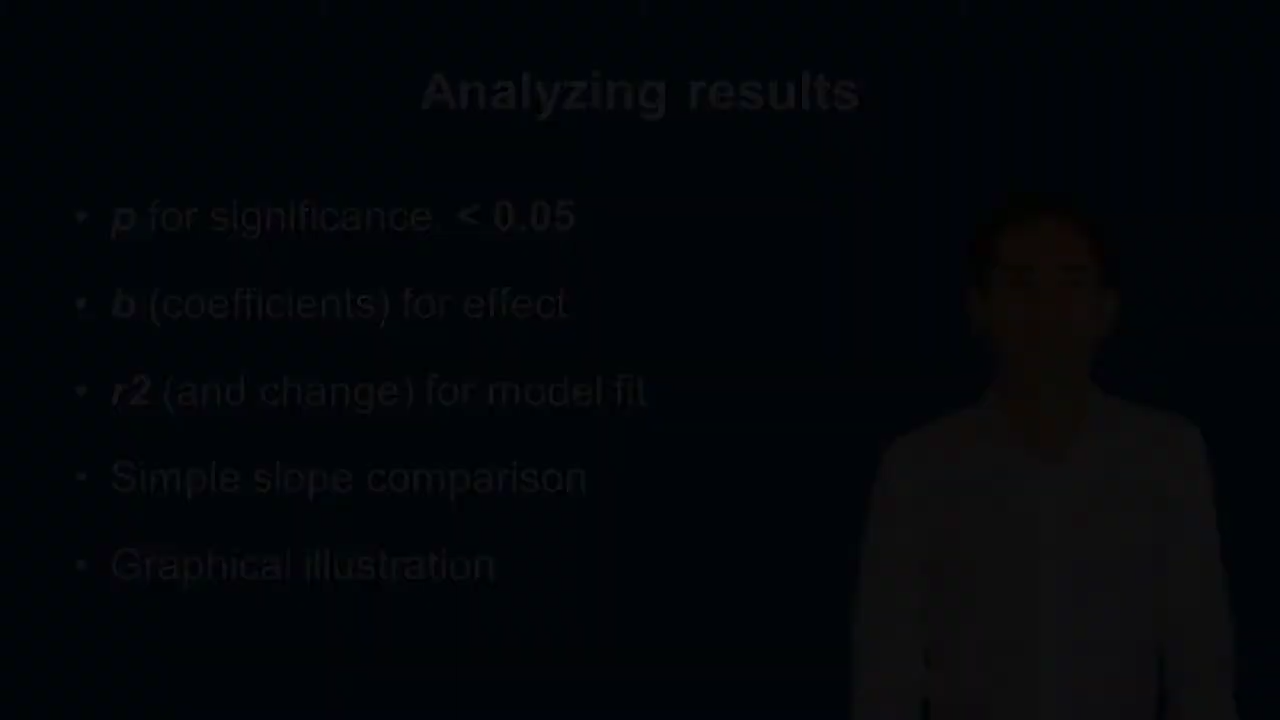 Analyzing results
• p for significance, < 0.05
• b (coefficients) for effect
• r2 (and change) for model fit
• Simple slope comparison
• Graphical illustration